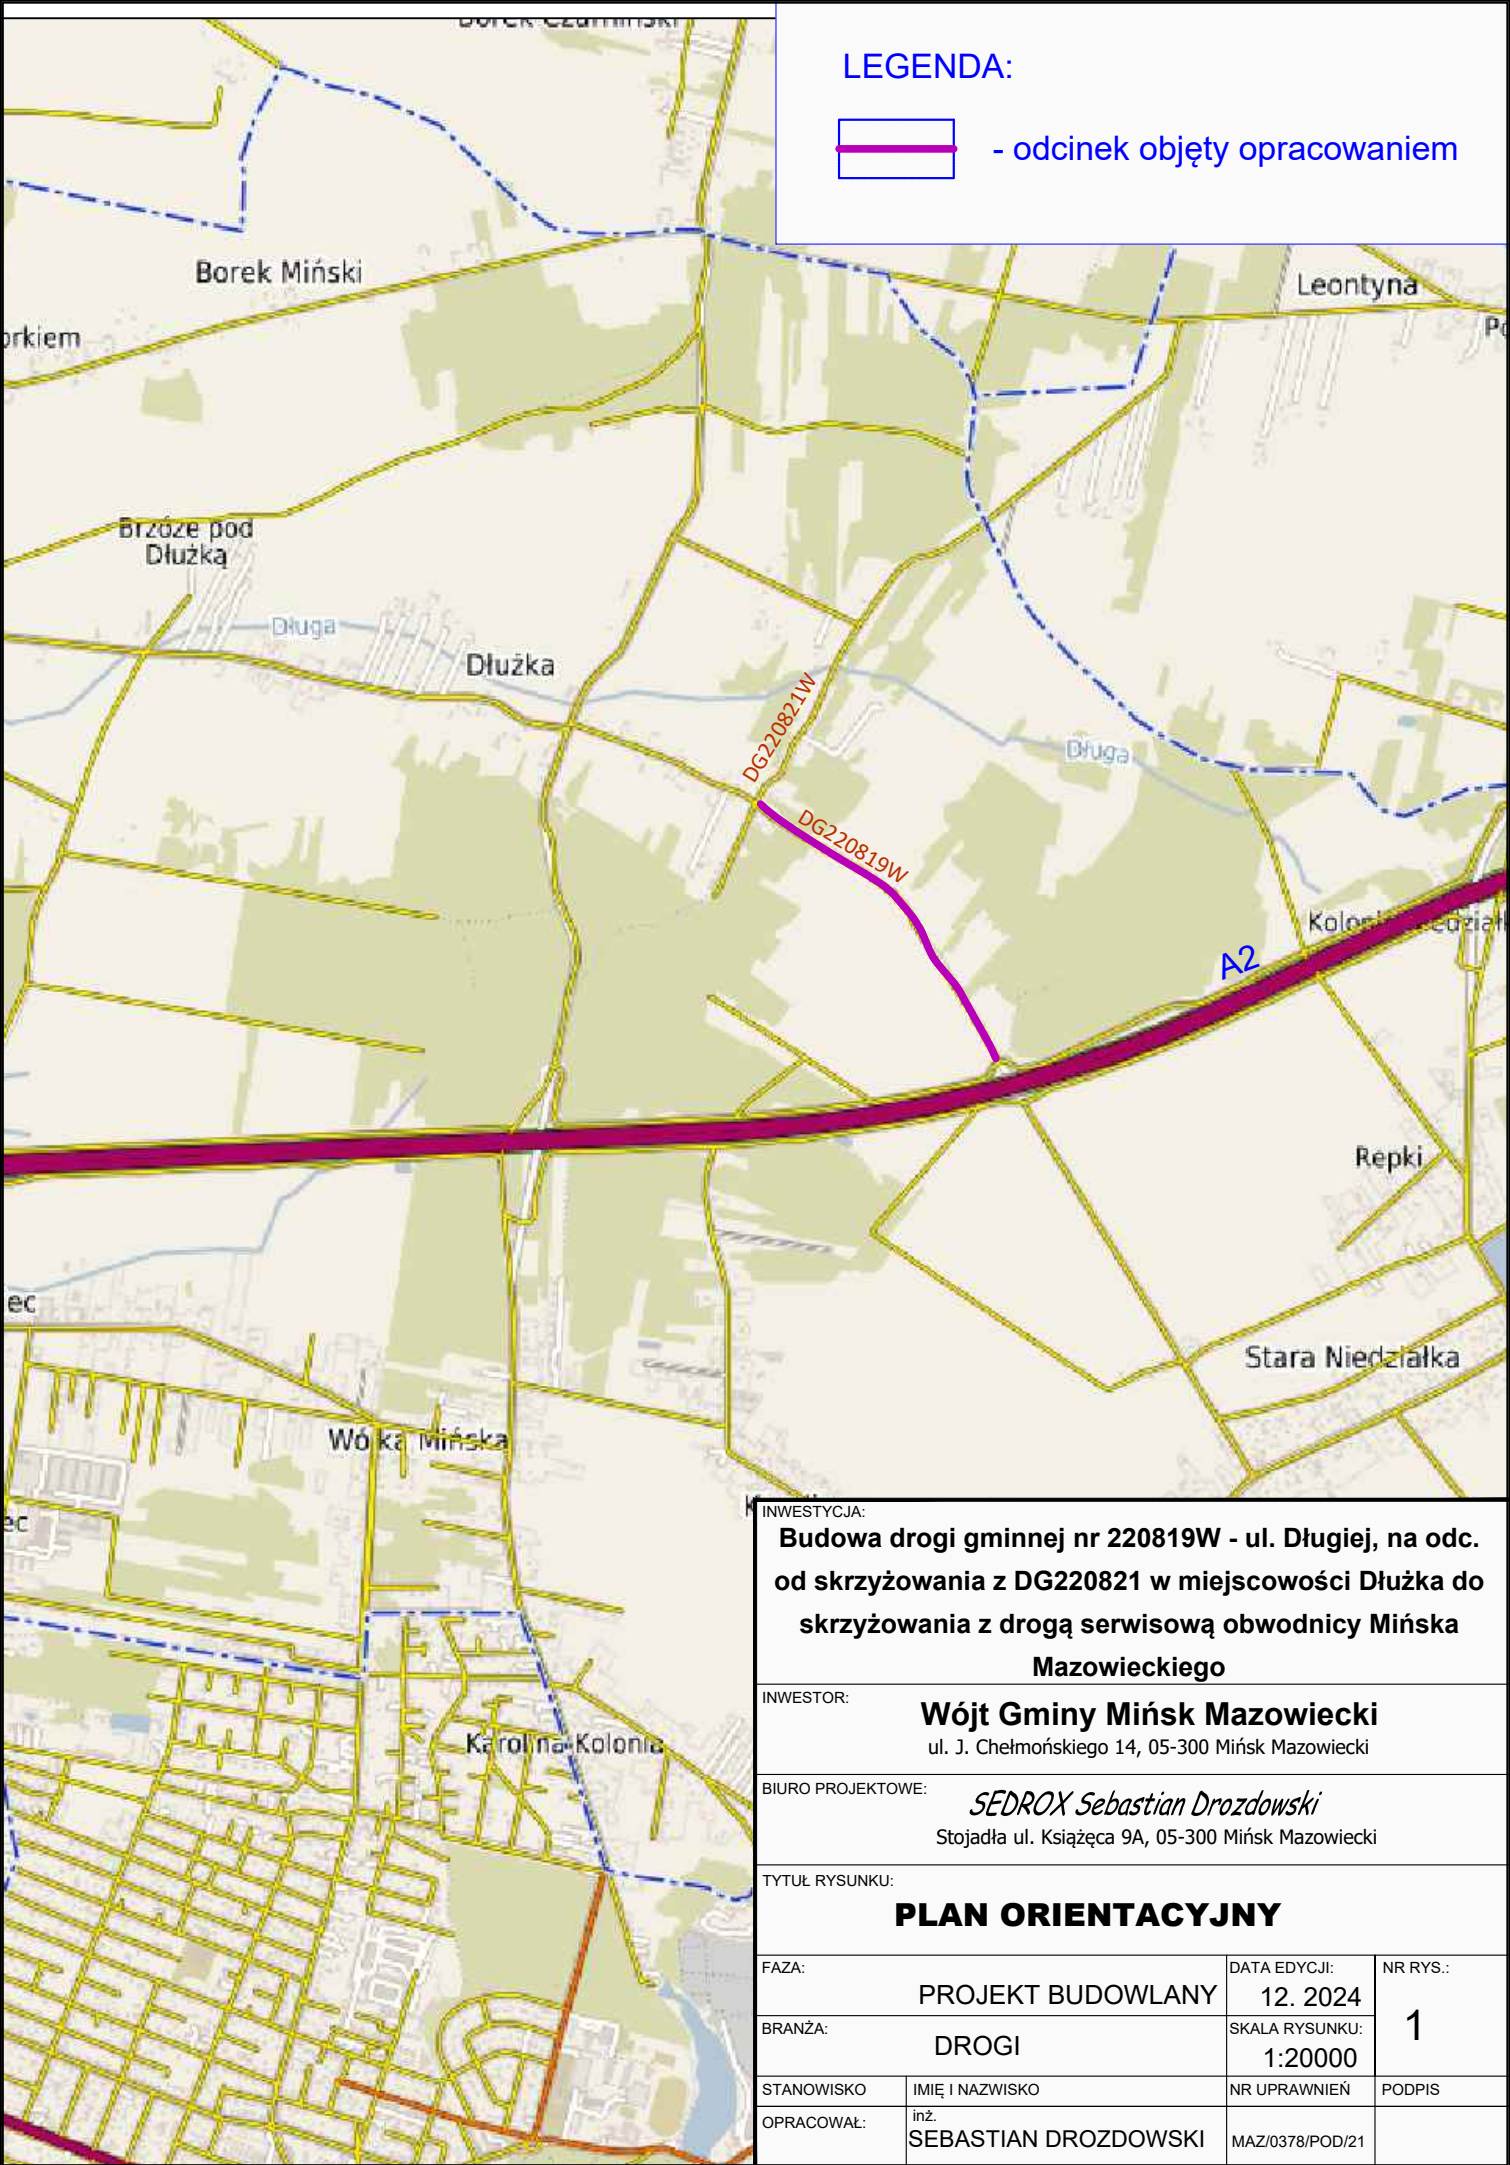 LEGENDA:
- odcinek objęty opracowaniem
Borek Miński
Leontyna
orkiem
Brzóze pod
Dłużką
Długa
Dłużka
DG220821W
Długa
DG220819W
A2
Repki
ec
Stara Niedziałka
Wólka Mińska
ec
Karolina-Kolonia
INWESTYCJA:
Budowa drogi gminnej nr 220819W - ul. Długiej, na odc.
od skrzyżowania z DG220821 w miejscowości Dłużka do
skrzyżowania z drogą serwisową obwodnicy Mińska
Mazowieckiego
INWESTOR:
Wójt Gminy Mińsk Mazowiecki
ul. J. Chełmońskiego 14, 05-300 Mińsk Mazowiecki
BIURO PROJEKTOWE:
SEDROX Sebastian Drozdowski
Stojadła ul. Książęca 9A, 05-300 Mińsk Mazowiecki
TYTUŁ RYSUNKU:
PLAN ORIENTACYJNY
FAZA:
PROJEKT BUDOWLANY
DATA EDYCJI:
12. 2024
NR RYS.:
1
BRANŻA:
DROGI
SKALA RYSUNKU:
1:20000
STANOWISKO
IMIĘ I NAZWISKO
NR UPRAWNIEŃ
PODPIS
OPRACOWAŁ:
inż.
SEBASTIAN DROZDOWSKI
MAZ/0378/POD/21